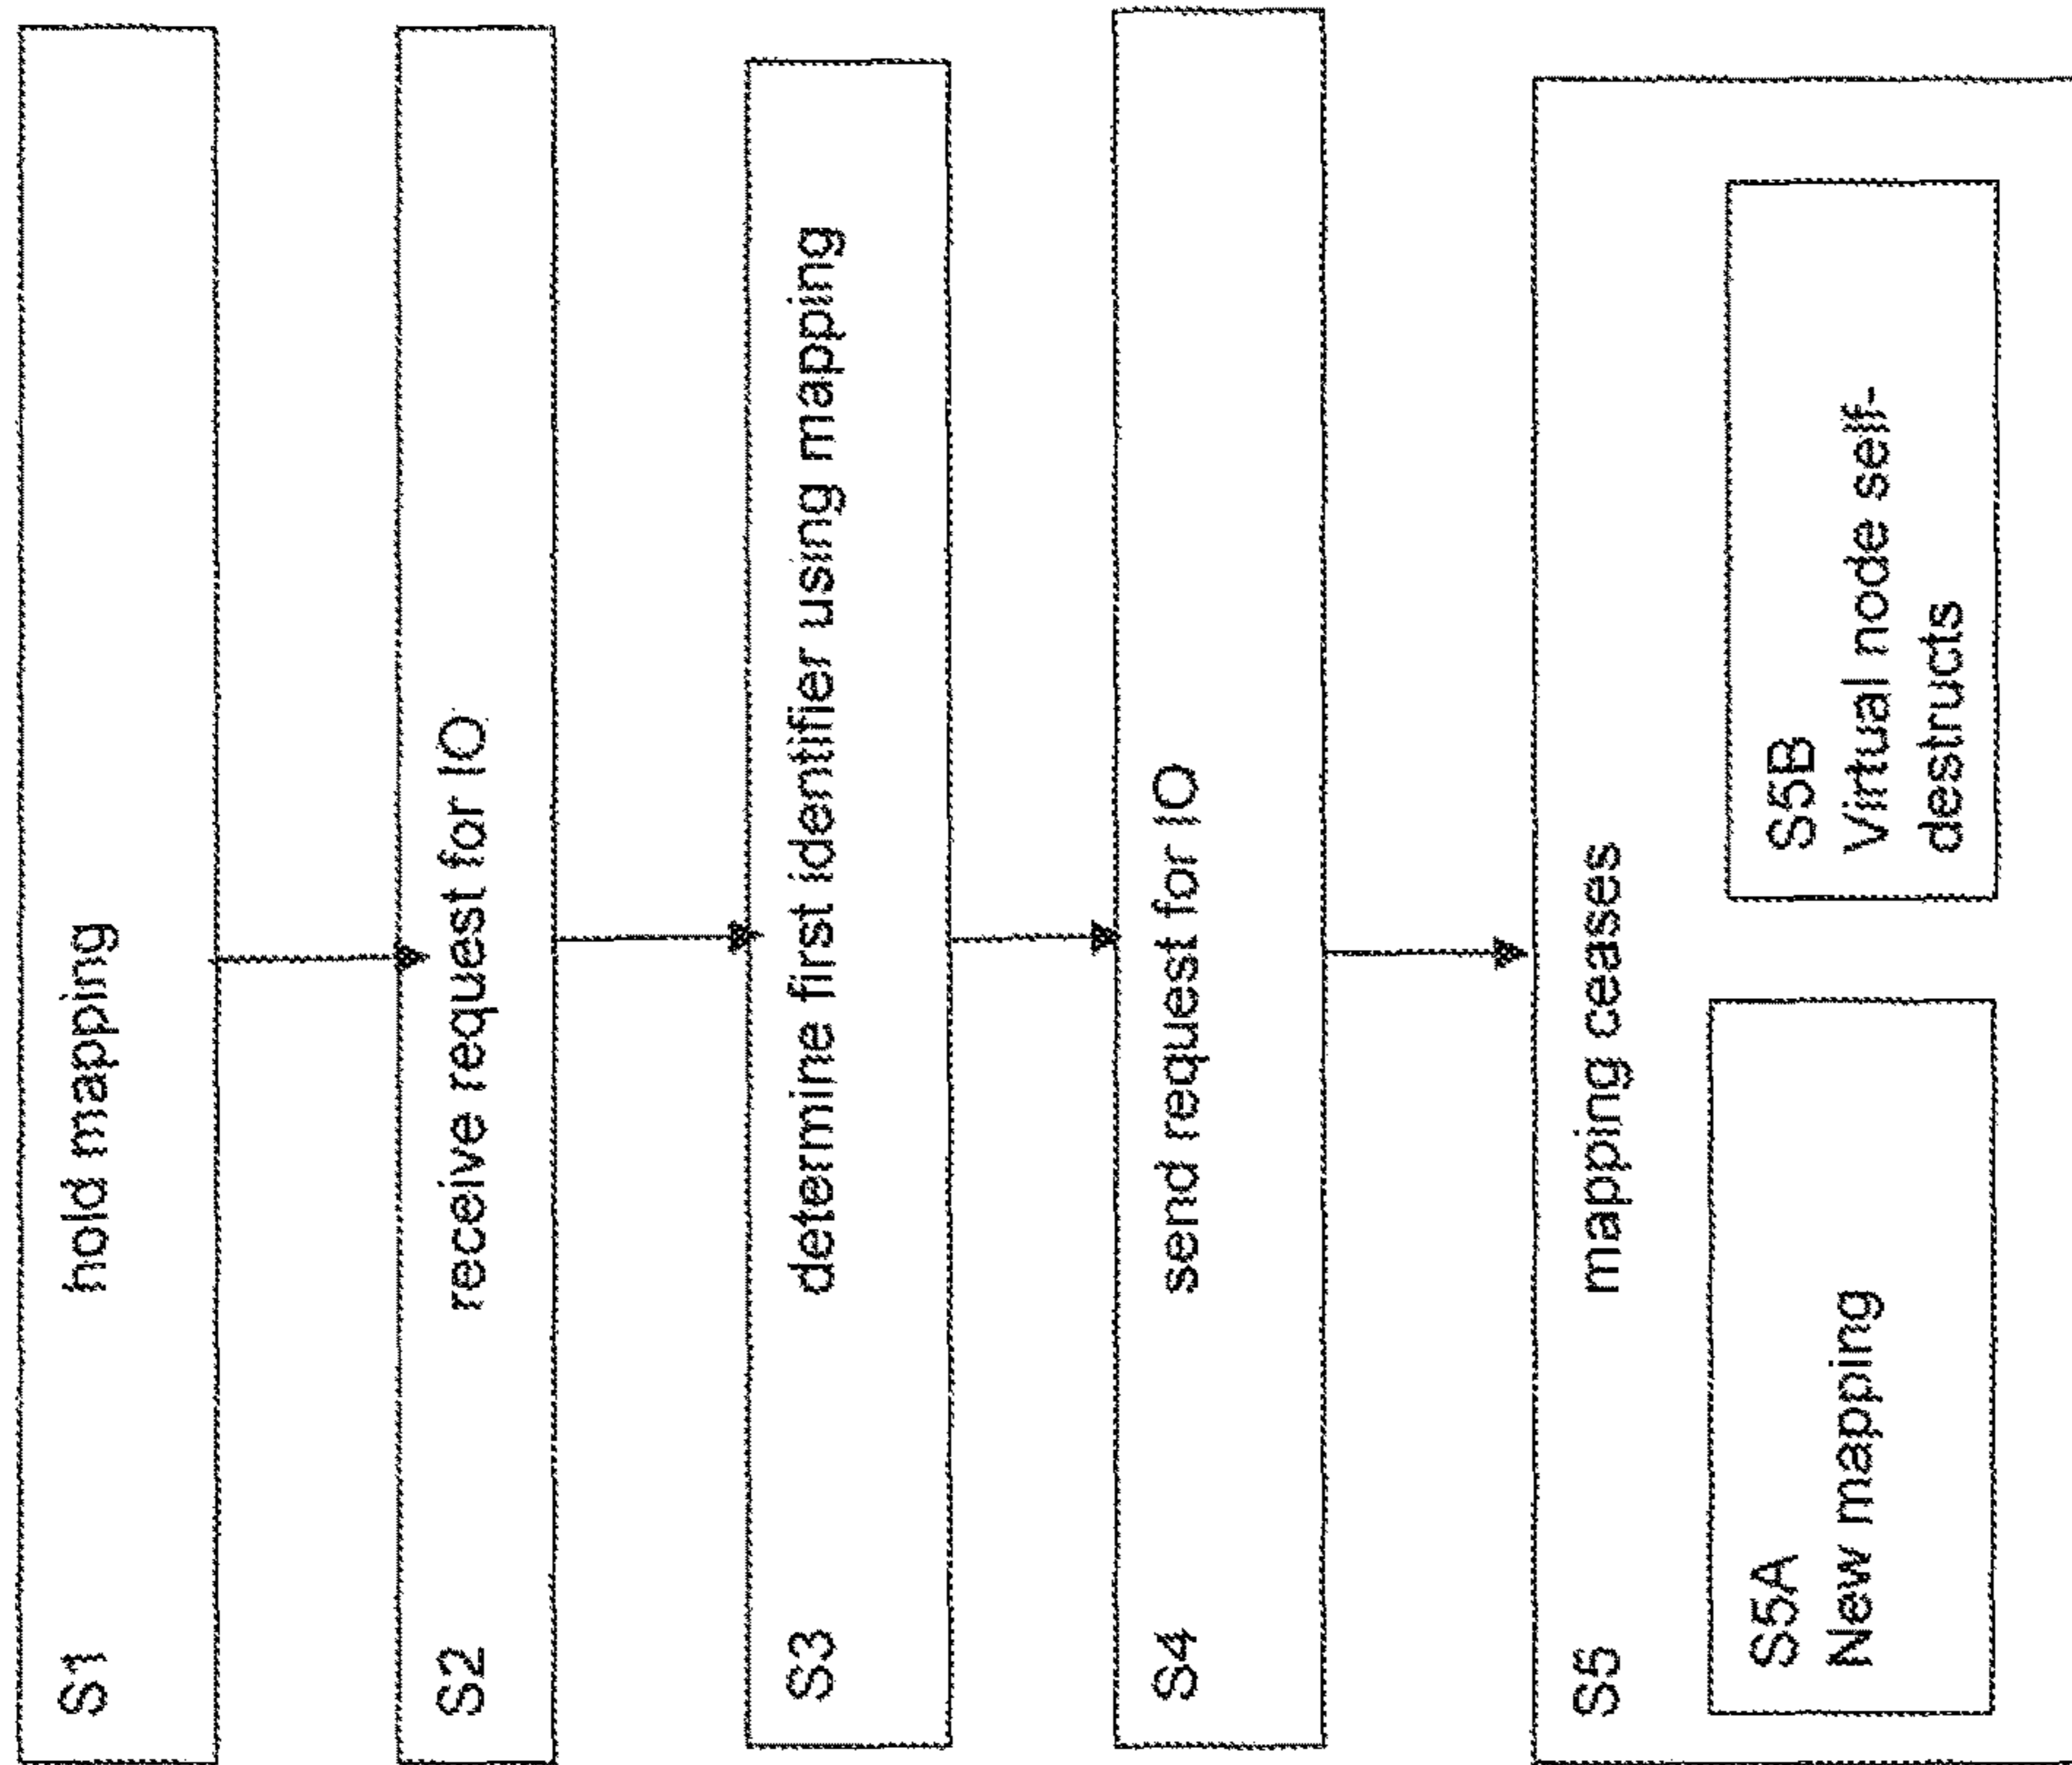 S1 hold mapping
S2 receive request for IO
S3 determine first identifier using mapping
S4 send request for IO
S5 mapping ceases
S5A
New mapping
S5B
Virtual node self-
destructs